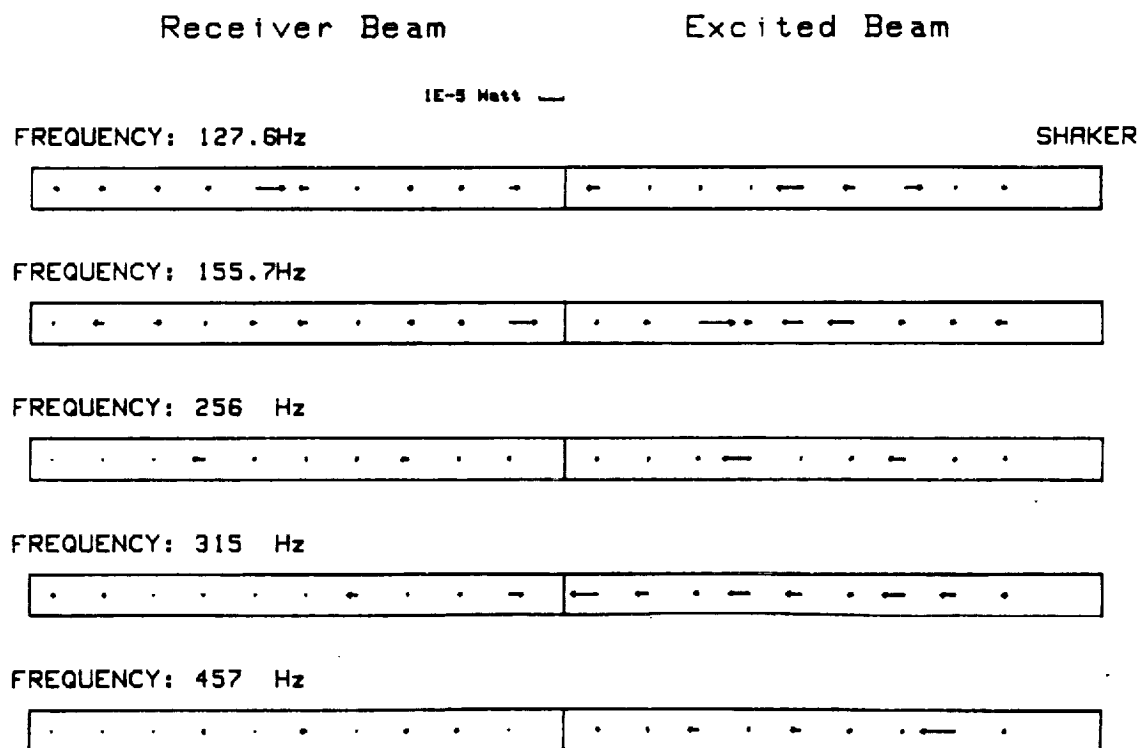 Receiver Beam Excited Beam
1E-5 Watt
FREQUENCY: 127.6Hz SHAKER
FREQUENCY: 155.7Hz
FREQUENCY: 256 Hz
FREQUENCY: 315 Hz
FREQUENCY: 457 Hz